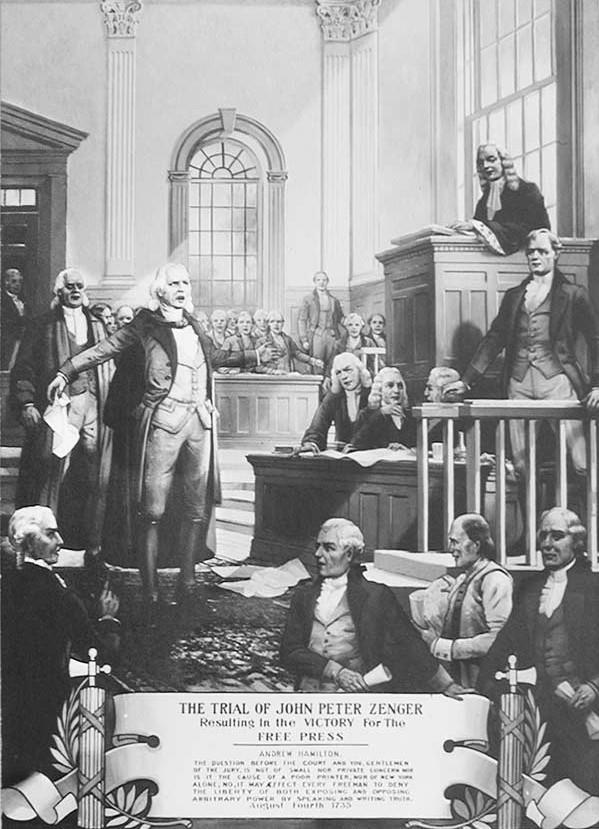 THE TRIAL OF JOHN PETER ZENGER
Resulting In the VICTORY For The
FREE PRESS
ANDREW HAMILTON.
THE QUESTION BEFORE THE COURT AND YOU, GENTLEMEN
OF THE JURY, IS NOT OF SMALL NOR PRIVATE CONCERN NOR
IS IT THE CAUSE OF A POOR PRINTER, NOR OF NEW YORK
ALONE, NO, IT MAY EFFECT EVERY FREEMAN TO DENY
THE LIBERTY OF BOTH EXPOSING AND OPPOSING
ARBITRARY POWER BY SPEAKING AND WRITING TRUTH.
August Fourth 1735